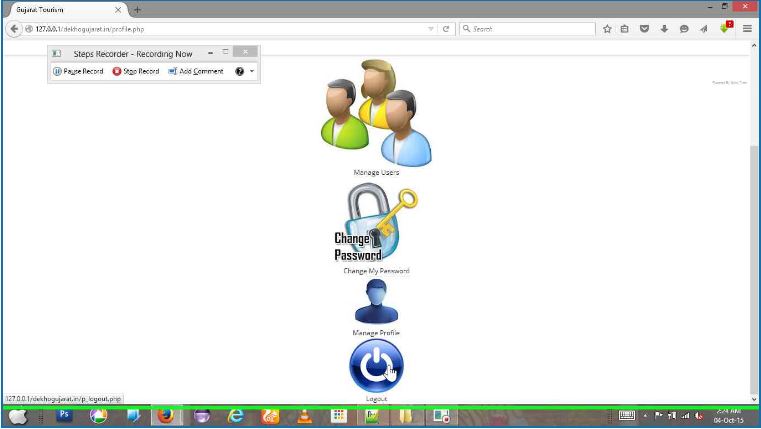 Gujarat Tourism
127.0.0.1/dekhogujarat.in/profile.php
Search
Steps Recorder - Recording Now
Pause Record
Stop Record
Add Comment
Manage Users
Change
Password
Change My Password
Manage Profile
Logout
127.0.0.1/dekhogujarat.in/p_logout.php
Ps
2:24 AM
04-Oct-15